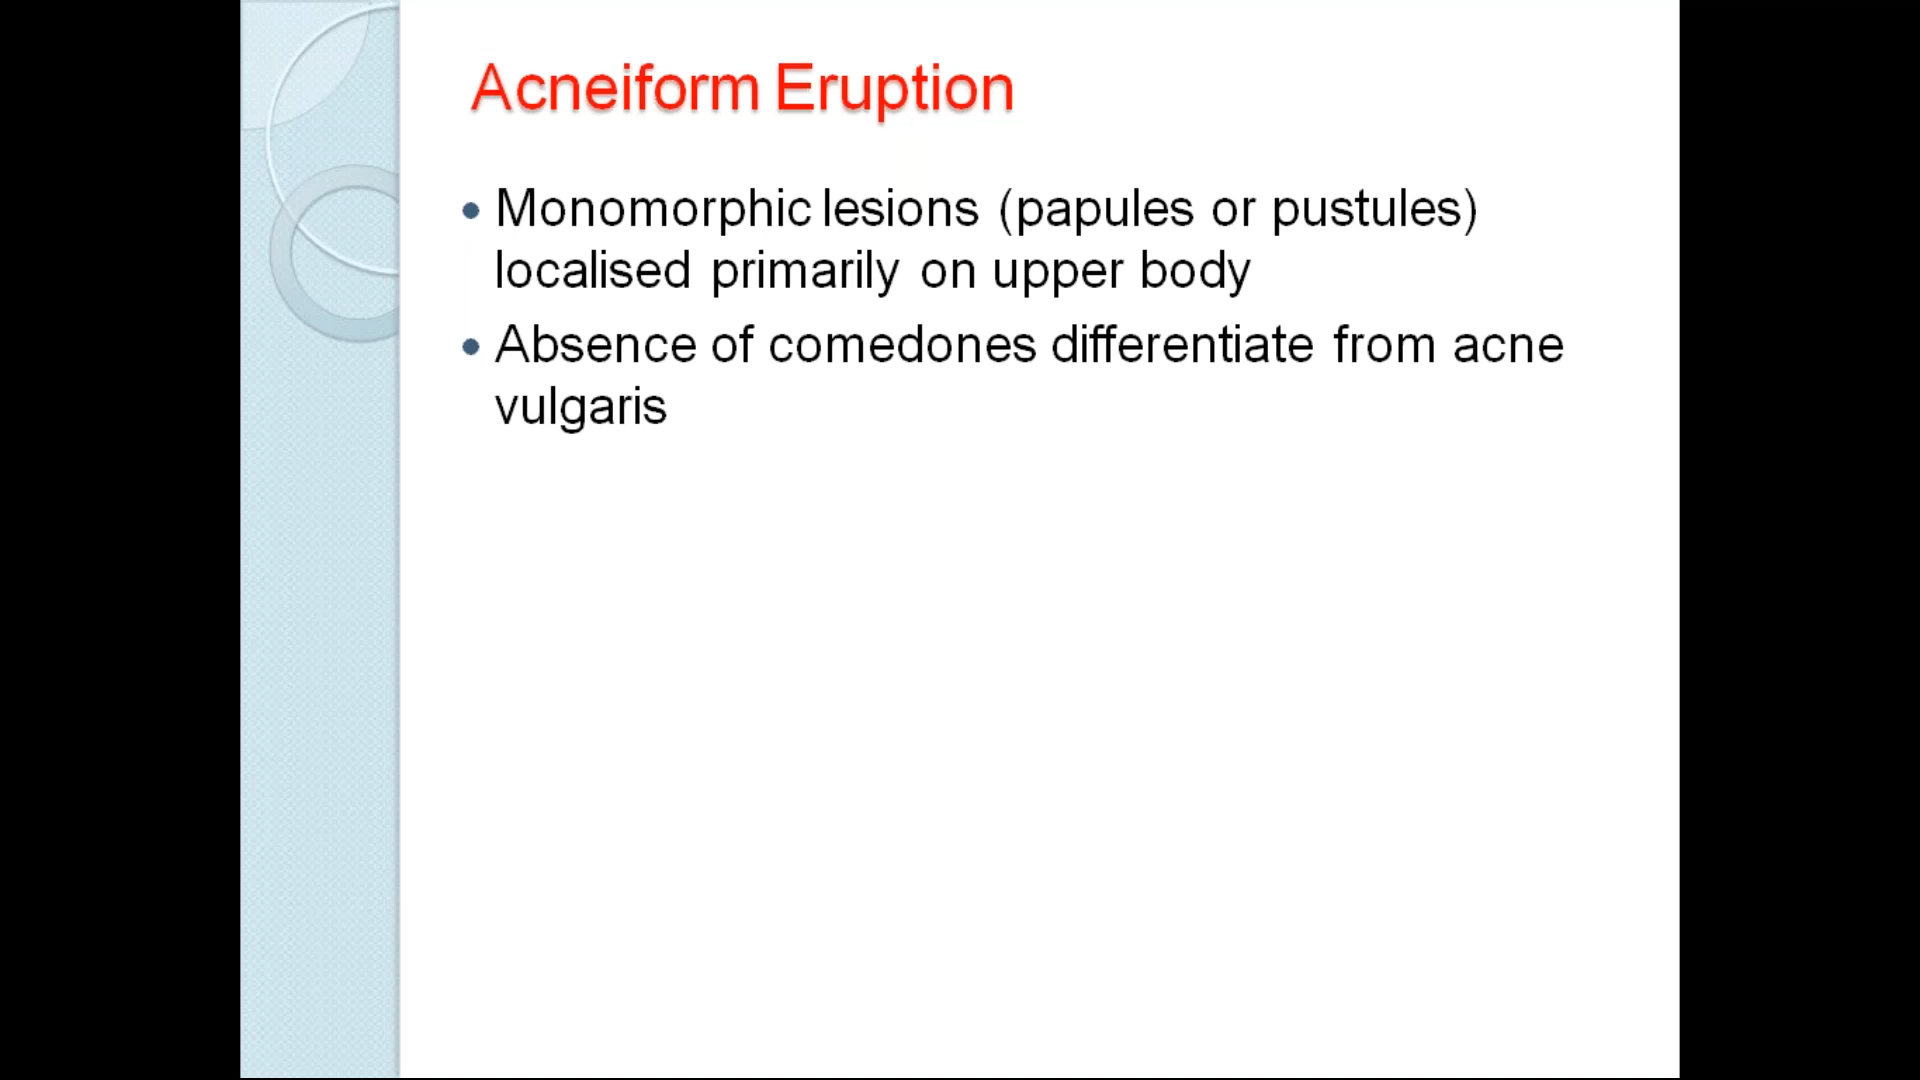 Acneiform Eruption
• Monomorphic lesions (papules or pustules)
localised primarily on upper body
• Absence of comedones differentiate from acne
vulgaris